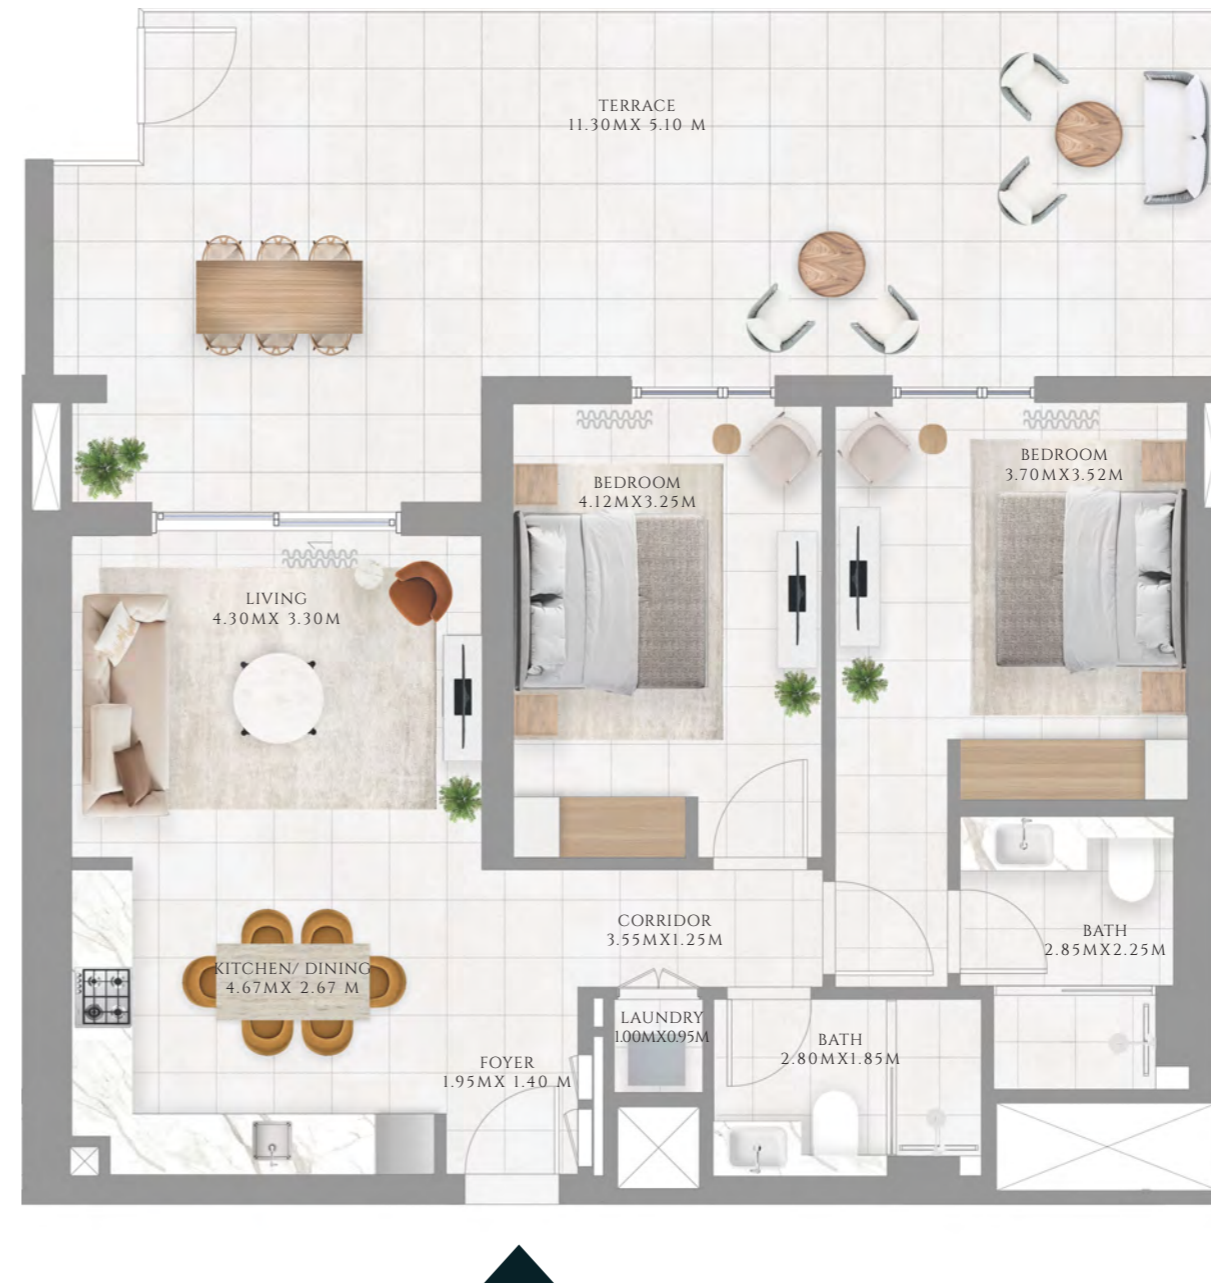 TERRACE
11.30MX 5.10 M
BEDROOM
3.70MX3.52M
BEDROOM
4.12MX3.25M
LIVING
4.30MX 3.30M
CORRIDOR
3.55MX1.25M
BATH
2.85MX2.25M
KITCHEN/ DINING
4.67MX 2.67 M
LAUNDRY
1.00MX0.95M
BATH
2.80MX1.85M
FOYER
1.95MX 1.40 M